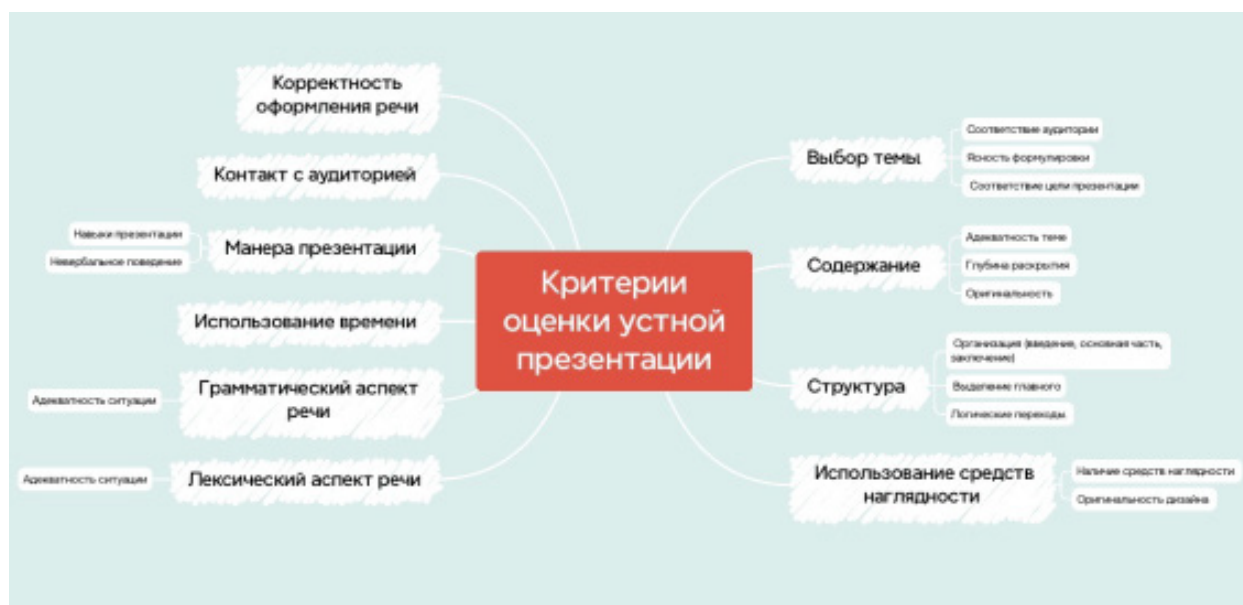 Критерии
оценки устной
презентации
Выбор темы
Соответствие аудитории
Ясность формулировки
Соответствие цели презентации
Содержание
Адекватность теме
Глубина раскрытия
Оригинальность
Структура
Организация (введение, основная часть,
заключение)
Выделение главного
Логические переходы
Использование средств
наглядности
Наличие средств наглядности
Оригинальность дизайна
Корректность
оформления речи
Контакт с аудиторией
Манера презентации
Навыки презентации
Невербальное поведение
Использование времени
Грамматический аспект
речи
Адекватность ситуации
Лексический аспект речи
Адекватность ситуации